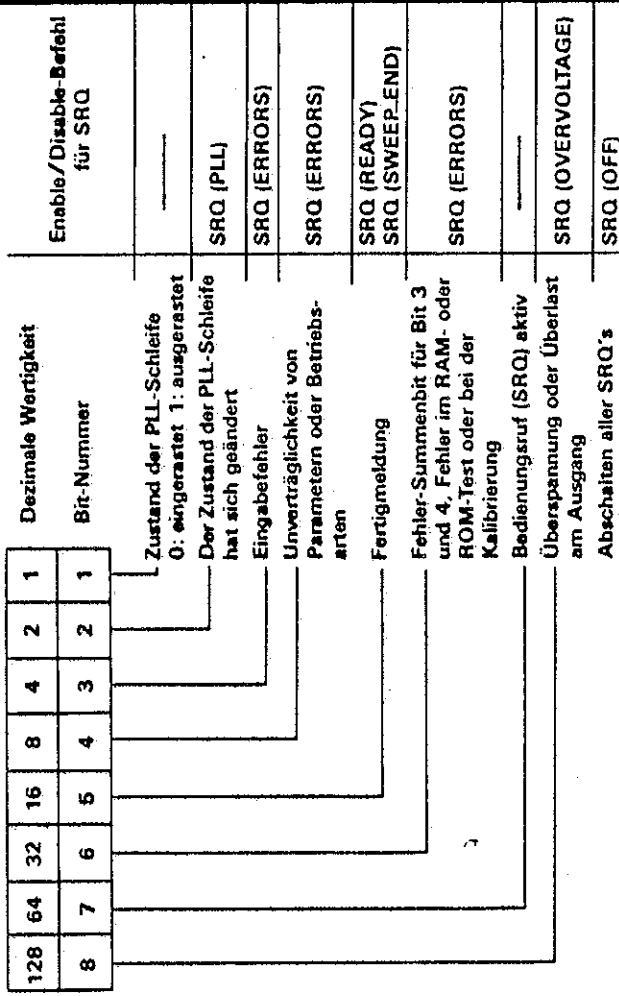 128 64 32 16 8 4 2 1 Dezimale Wertigkeit
8 7 6 5 4 3 2 1 Bit-Nummer
Enable/Disable-Befehl
für SRQ
Zustand der PLL-Schleife
0: eingerastet 1: ausgerastet
Der Zustand der PLL-Schleife
hat sich geändert
SRQ (PLL)
Eingabefehler
SRQ (ERRORS)
Unverträglichkeit von
Parametern oder Betriebs-
arten
SRQ (ERRORS)
Fertigmeldung
SRQ (READY)
SRQ (SWEEP_END)
Fehler-Summenbit für Bit 3
und 4, Fehler im RAM- oder
ROM-Test oder bei der
Kalibrierung
SRQ (ERRORS)
Bedienungsruf (SRQ) aktiv
Überspannung oder Überlast
am Ausgang
SRQ (OVERVOLTAGE)
Abschalten aller SRQ's
SRQ (OFF)